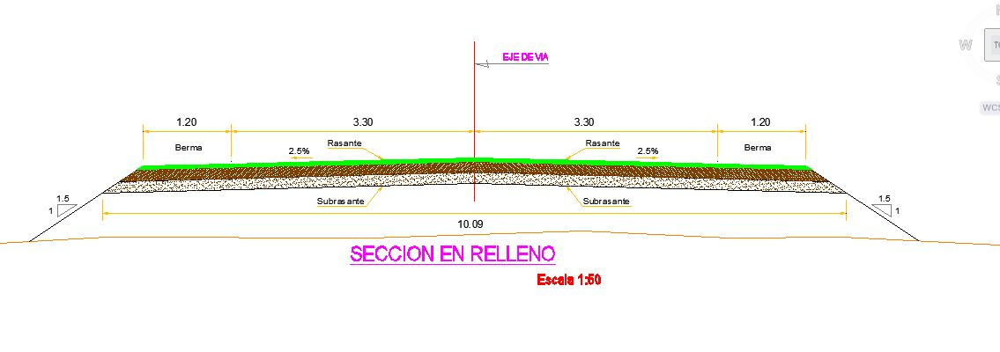 W
TO
S
WCS
EJE DE VIA
1.20
3.30
3.30
1.20
Berma
Rasante
Rasante
Berma
2.5%
2.5%
1.5
1
Subrasante
Subrasante
1.5
1
10.09
SECCION EN RELLENO
Escala 1:50